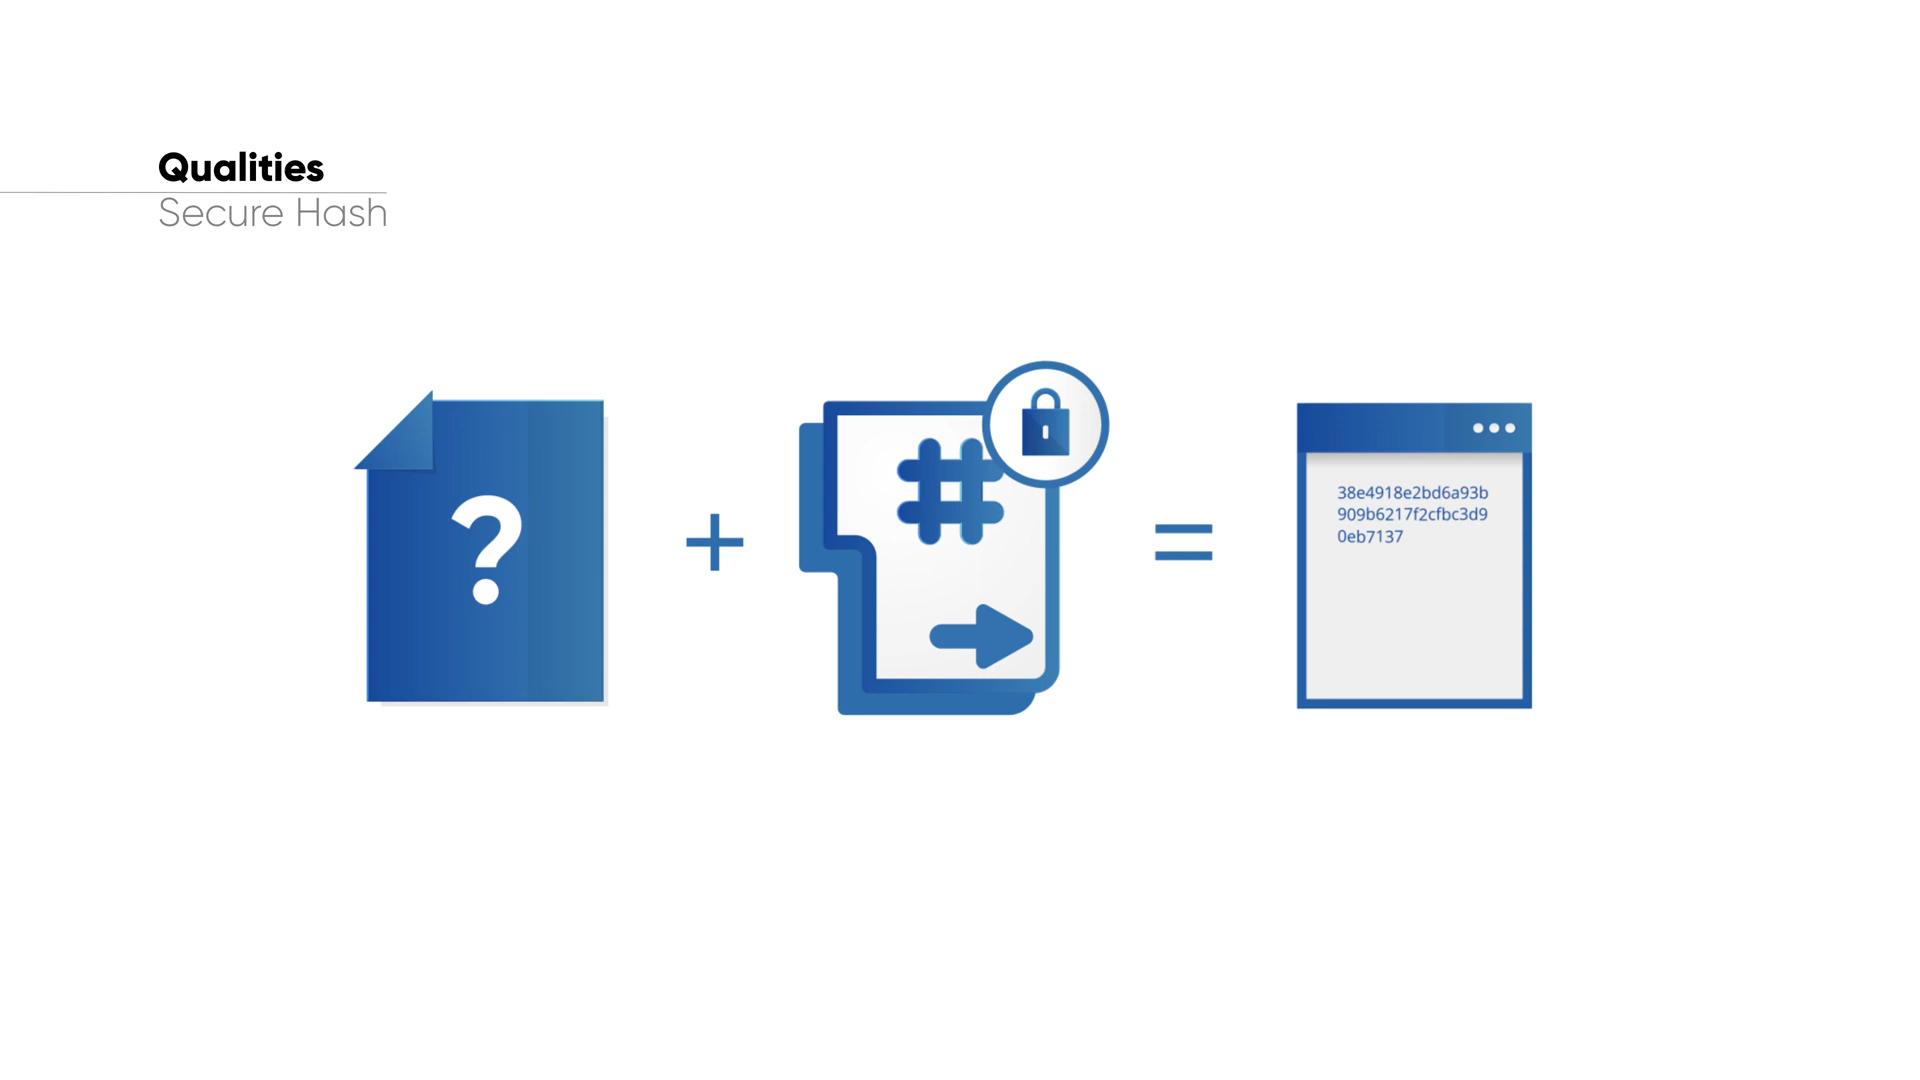 Qualities
Secure Hash
?
+
#
=
38e4918e2bd6a93b
909b6217f2cfbc3d9
0eb7137